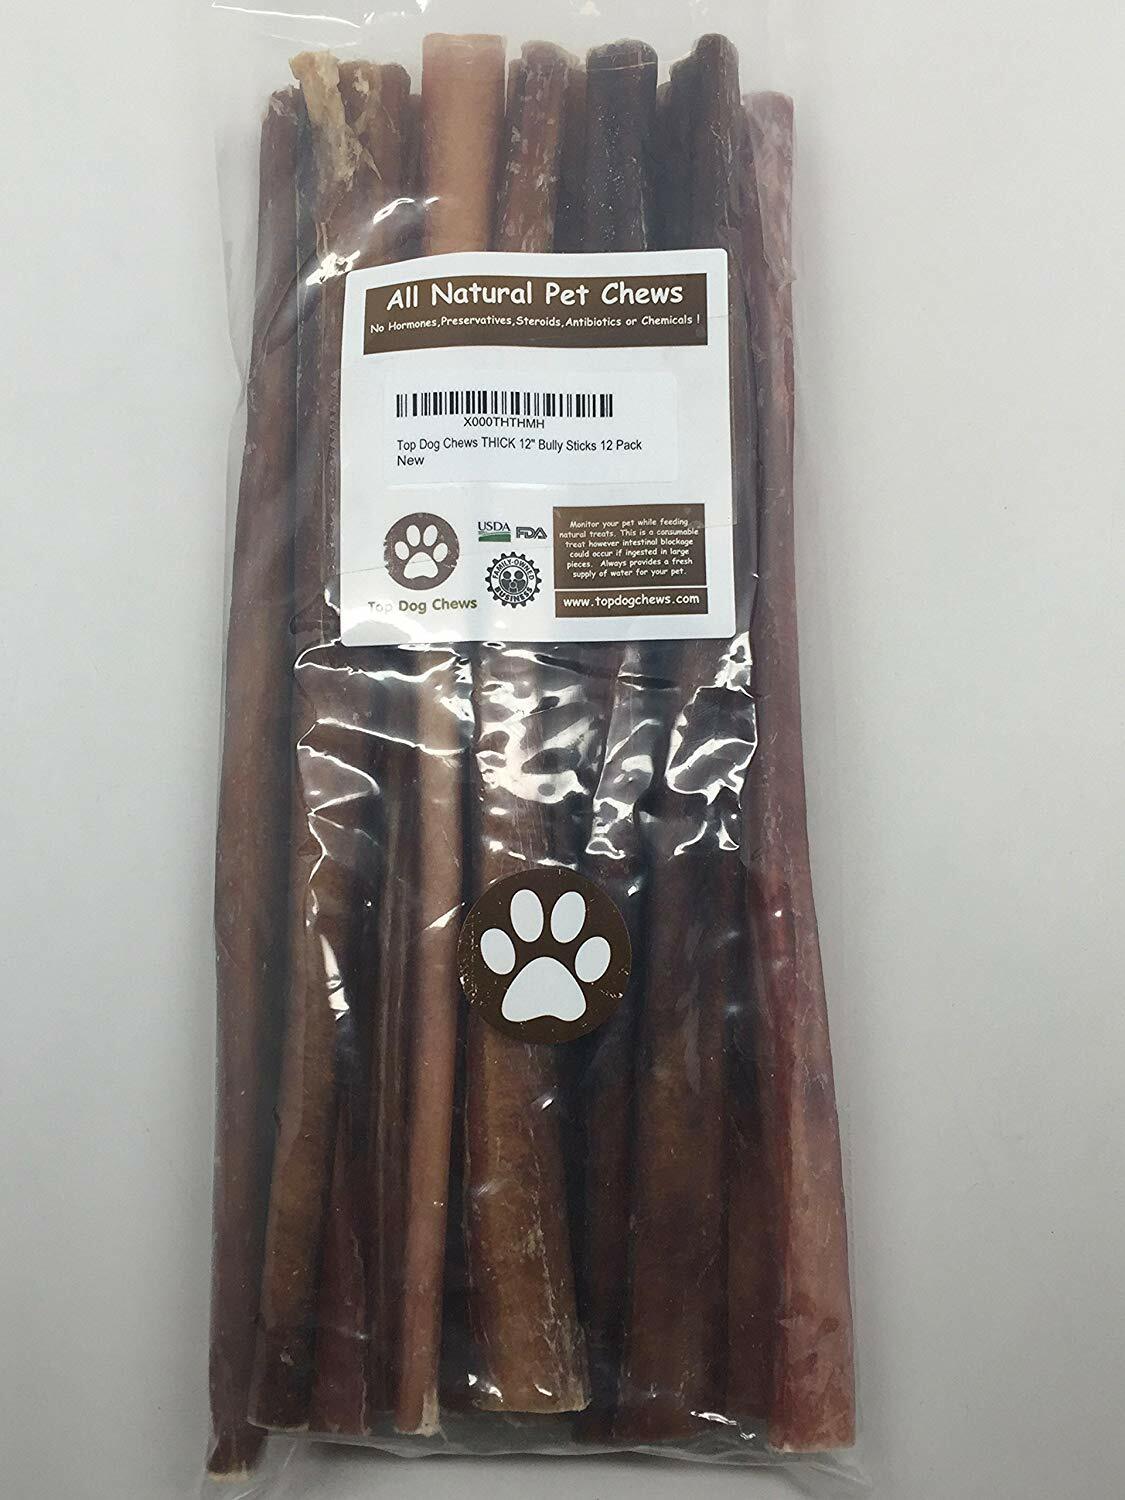 All Natural Pet Chews
No Hormones,Preservatives,Steroids,Antibiotics or Chemicals !
X000THTHMH
Top Dog Chews THICK 12" Bully Sticks 12 Pack
New
USDA FDA
FAMILY-OWNED
BUSINESS
Top Dog Chews
Monitor your pet while feeding
natural treats. This is a consumable
treat however intestinal blockage
could occur if ingested in large
pieces. Always provides a fresh
supply of water for your pet.
www.topdogchews.com